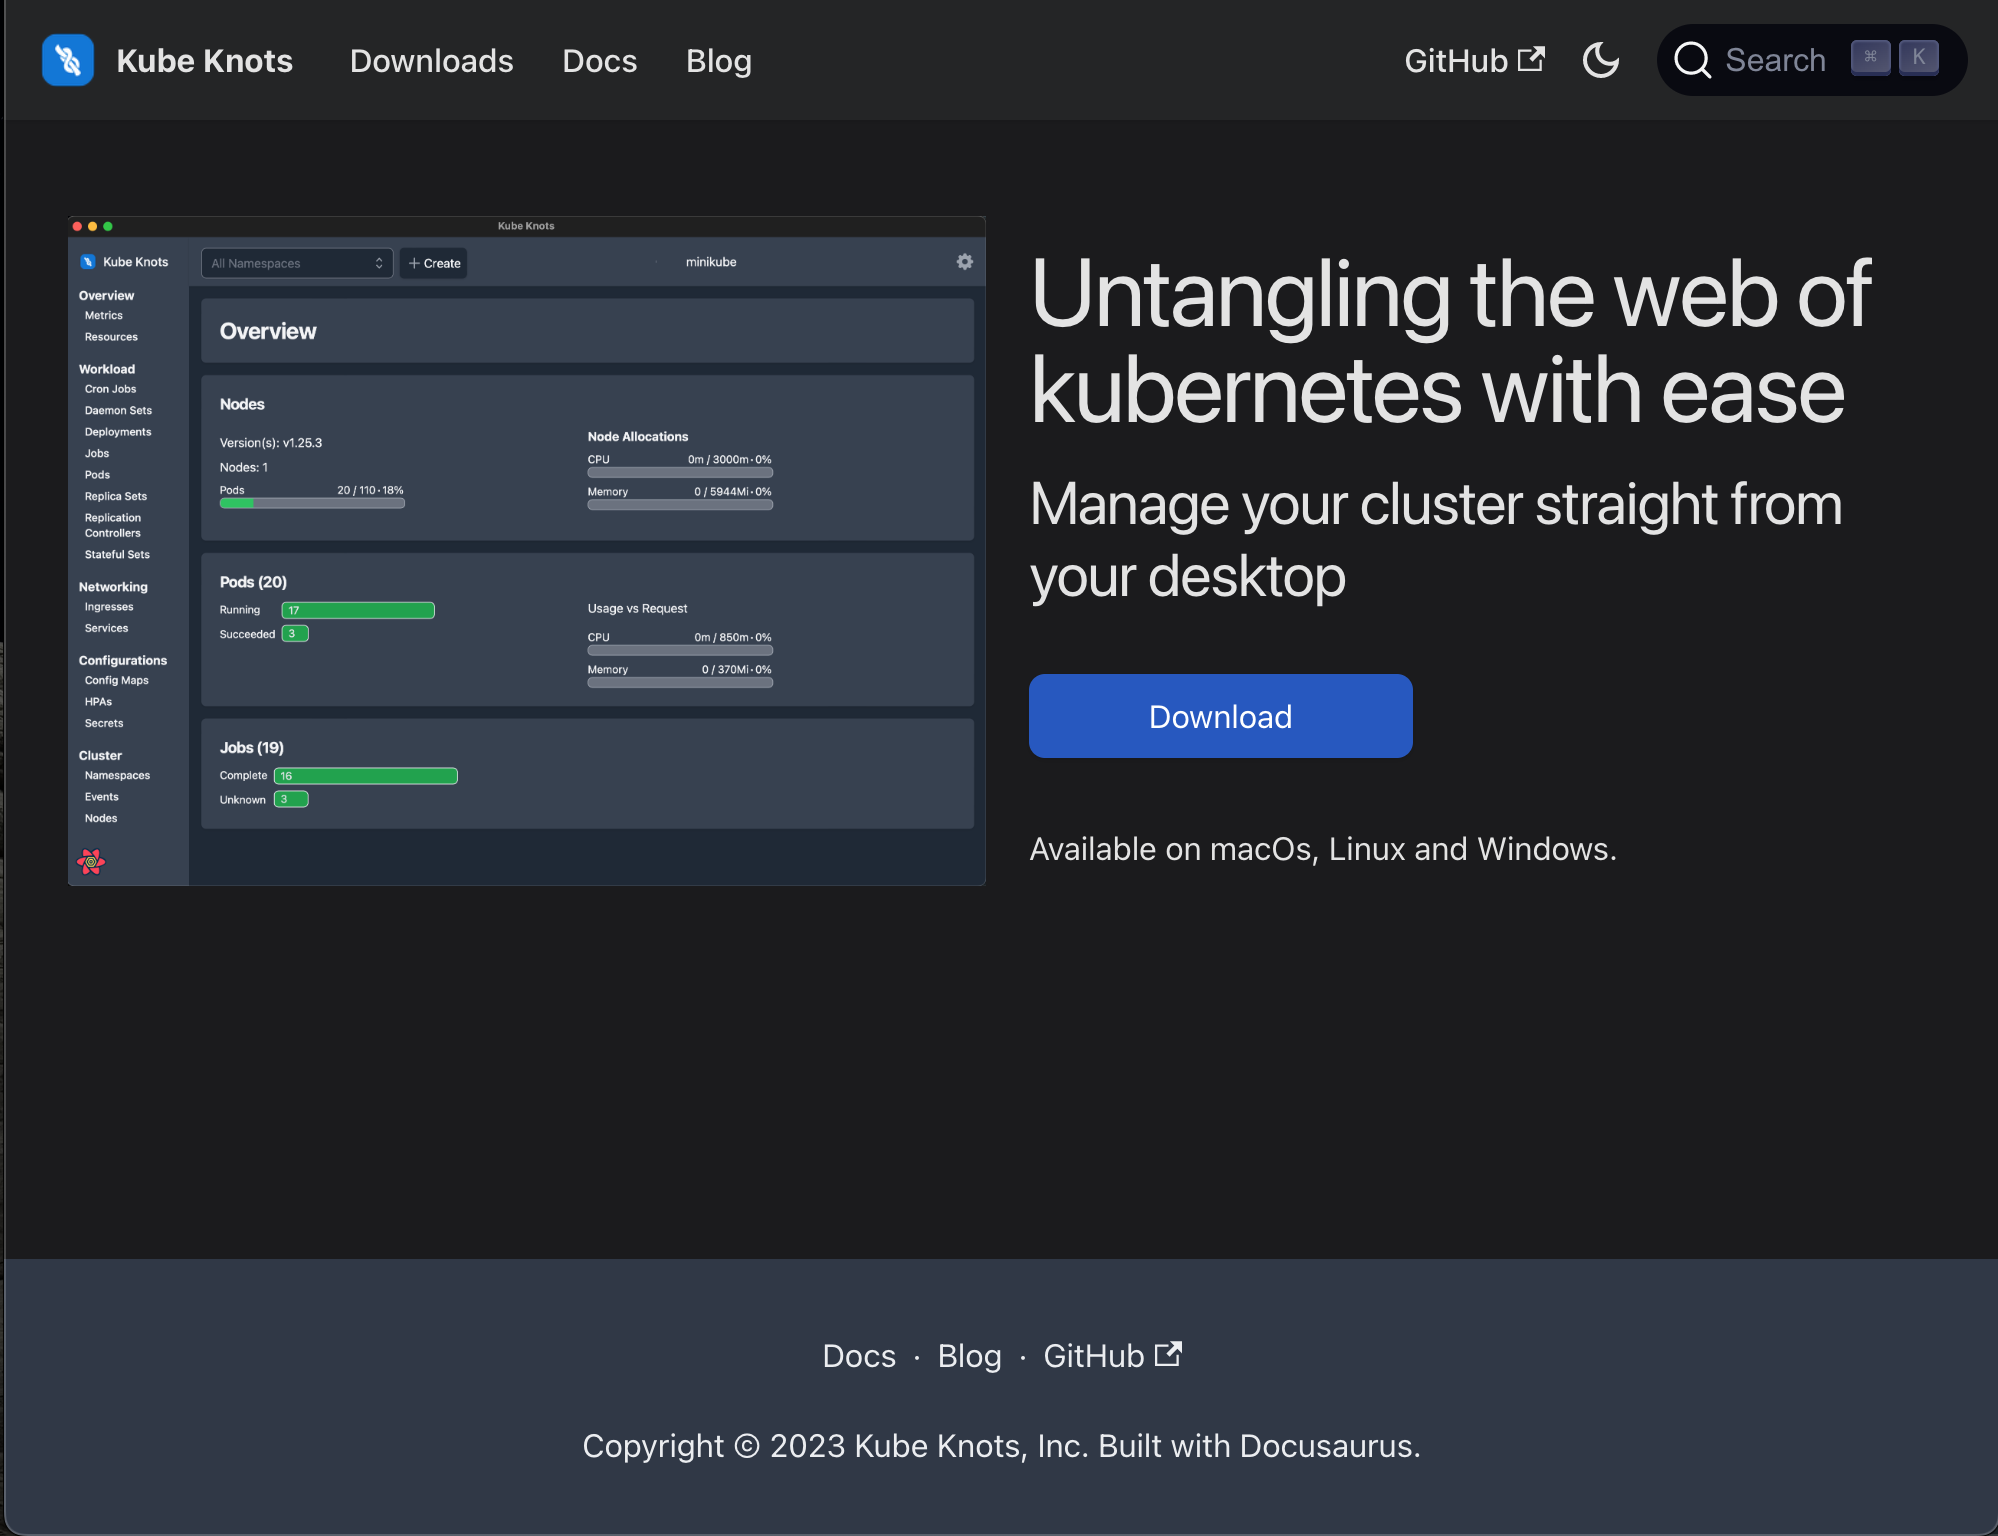 Kube Knots
Downloads
Docs
Blog
GitHub
Search
⌘ K
Kube Knots
Kube Knots
All Namespaces
+ Create
minikube
Overview
Metrics
Resources
Workload
Cron Jobs
Daemon Sets
Deployments
Jobs
Pods
Replica Sets
Replication
Controllers
Stateful Sets
Networking
Ingresses
Services
Configurations
Config Maps
HPAs
Secrets
Cluster
Namespaces
Events
Nodes
Overview
Nodes
Version(s): v1.25.3
Nodes: 1
Pods 20 / 110 · 18%
Node Allocations
CPU 0m / 3000m · 0%
Memory 0 / 5944Mi · 0%
Pods (20)
Running 17
Succeeded 3
Usage vs Request
CPU 0m / 850m · 0%
Memory 0 / 370Mi · 0%
Jobs (19)
Complete 16
Unknown 3
Untangling the web of
kubernetes with ease
Manage your cluster straight from
your desktop
Download
Available on macOs, Linux and Windows.
Docs · Blog · GitHub
Copyright © 2023 Kube Knots, Inc. Built with Docusaurus.